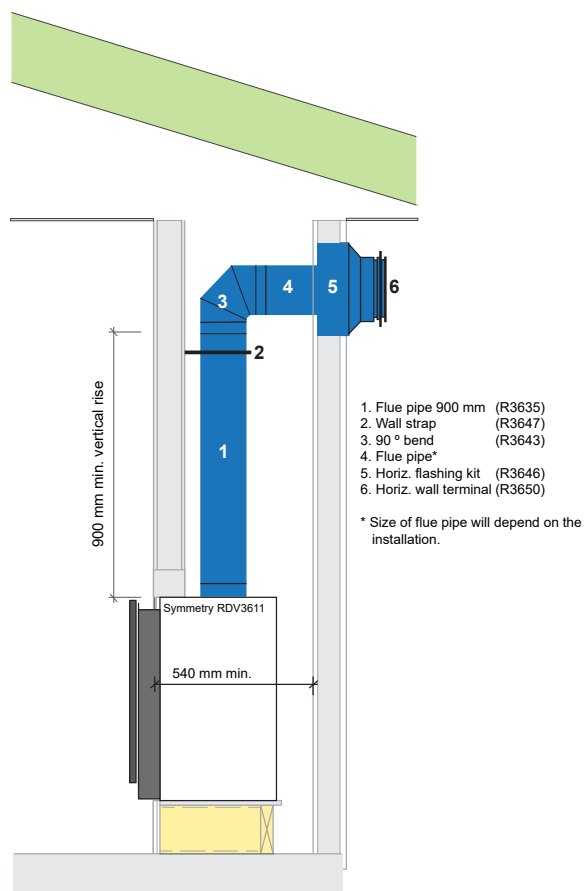 3
4
5
6
2
900 mm min. vertical rise
1
1. Flue pipe 900 mm (R3635)
2. Wall strap (R3647)
3. 90 º bend (R3643)
4. Flue pipe*
5. Horiz. flashing kit (R3646)
6. Horiz. wall terminal (R3650)
* Size of flue pipe will depend on the
installation.
Symmetry RDV3611
540 mm min.